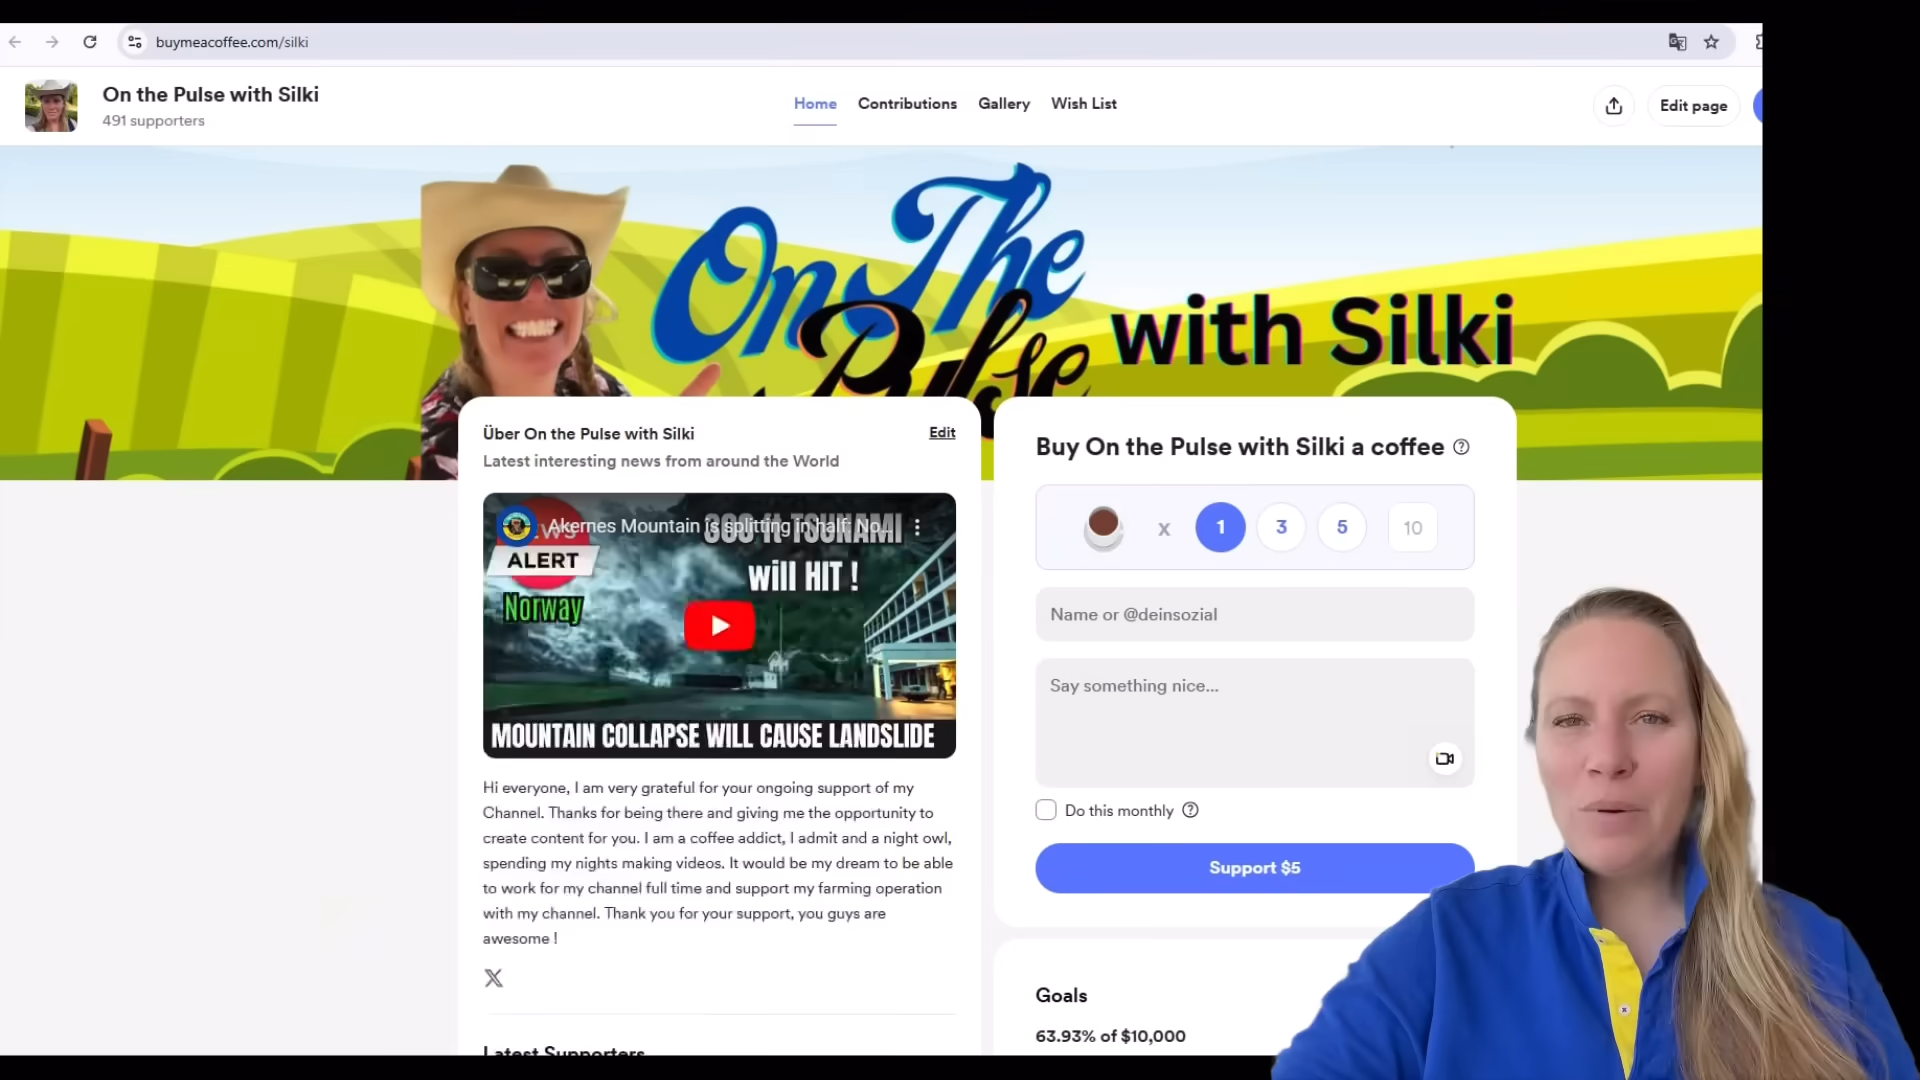 buymeacoffee.com/silki
On the Pulse with Silki
491 supporters
Home
Contributions
Gallery
Wish List
Edit page
On The
Pulse
with Silki
Über On the Pulse with Silki
Edit
Latest interesting news from around the World
Akernes Mountain is splitting in half: No...
300 ft TSUNAMI
will HIT !
NEWS
ALERT
Norway
MOUNTAIN COLLAPSE WILL CAUSE LANDSLIDE
Hi everyone, I am very grateful for your ongoing support of my
Channel. Thanks for being there and giving me the opportunity to
create content for you. I am a coffee addict, I admit and a night owl,
spending my nights making videos. It would be my dream to be able
to work for my channel full time and support my farming operation
with my channel. Thank you for your support, you guys are
awesome !
Latest Supporters
Buy On the Pulse with Silki a coffee
x 1 3 5 10
Name or @deinsozial
Say something nice...
Do this monthly
Support $5
Goals
63.93% of $10,000